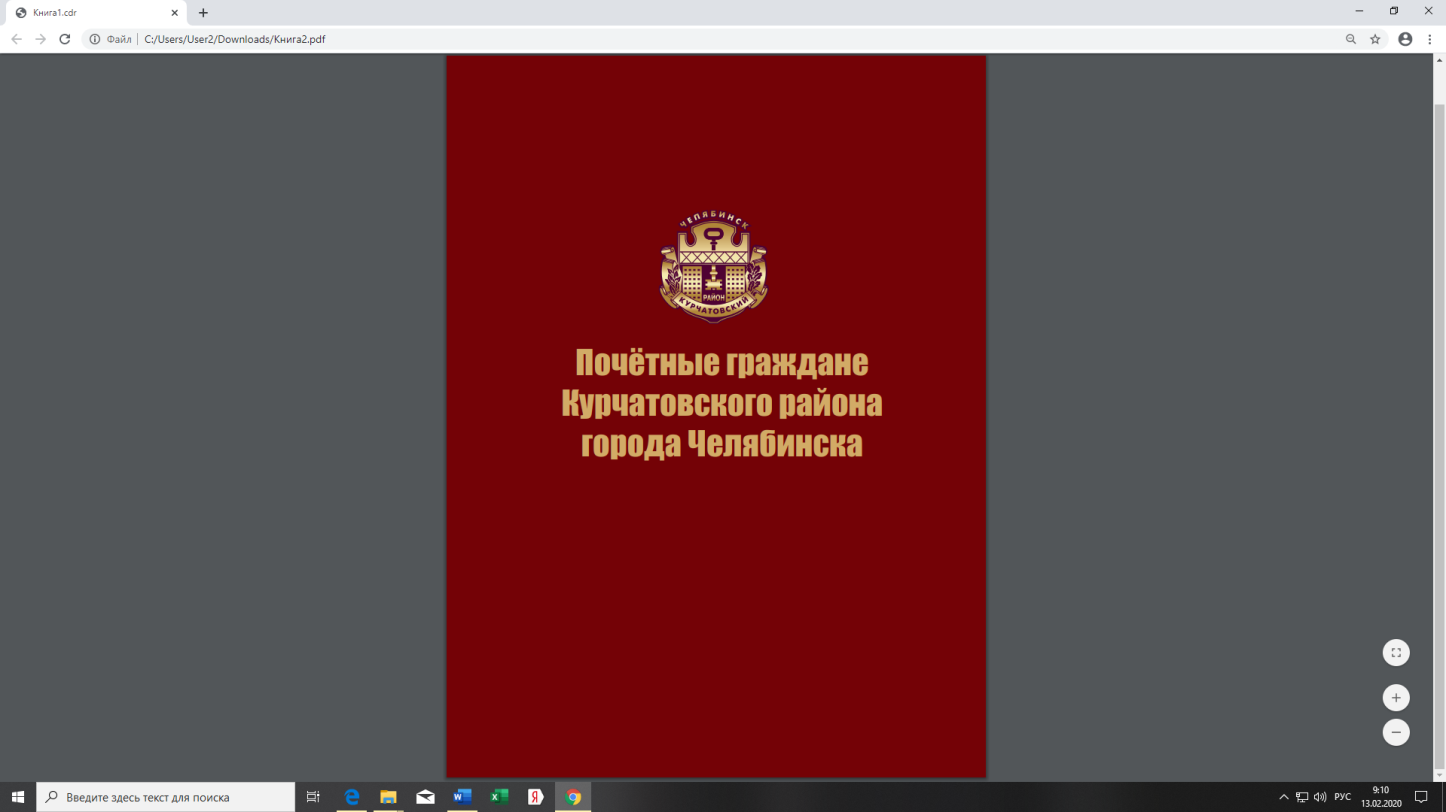 Книга1.cdr
Файл
C:/Users/User2/Downloads/Книга2.pdf
ЧЕЛЯБИНСК
РАЙОН
КУРЧАТОВСКИЙ
Почётные граждане
Курчатовского района
города Челябинска
Введите здесь текст для поиска
РУС
9:10
13.02.2020